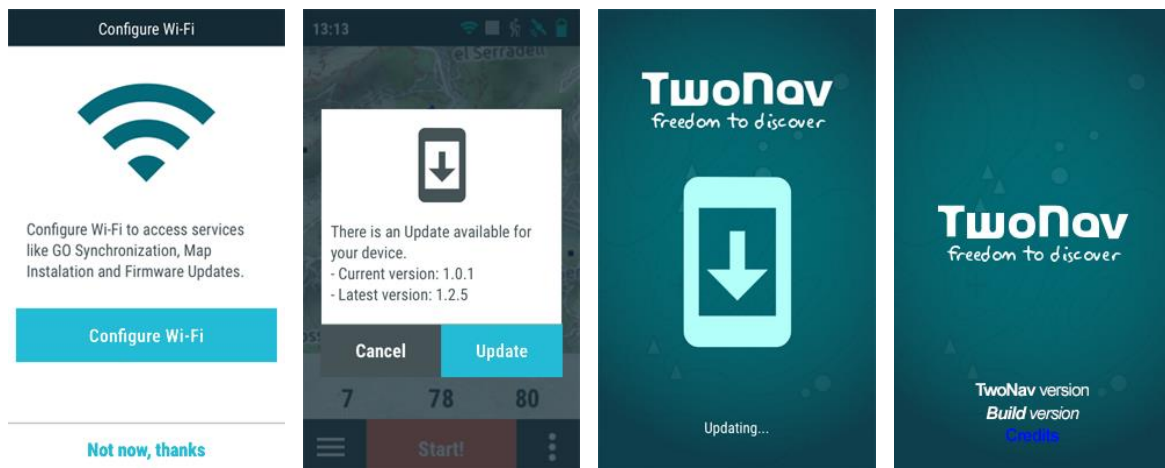 Configure Wi-Fi
Configure Wi-Fi to access services
like GO Synchronization, Map
Instalation and Firmware Updates.
Configure Wi-Fi
Not now, thanks
13:13
el Serradell
There is an Update available for
your device.
- Current version: 1.0.1
- Latest version: 1.2.5
Cancel
Update
7 78 80
Start!
TwoNav
freedom to discover
Updating...
TwoNav
freedom to discover
TwoNav version
Build version
Credits